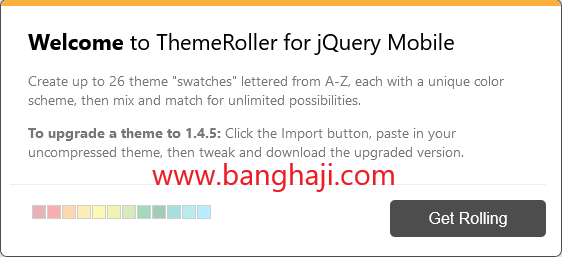 Welcome to ThemeRoller for jQuery Mobile
Create up to 26 theme "swatches" lettered from A-Z, each with a unique color
scheme, then mix and match for unlimited possibilities.
To upgrade a theme to 1.4.5: Click the Import button, paste in your
uncompressed theme, then tweak and download the upgraded version.
www.banghaji.com
Get Rolling